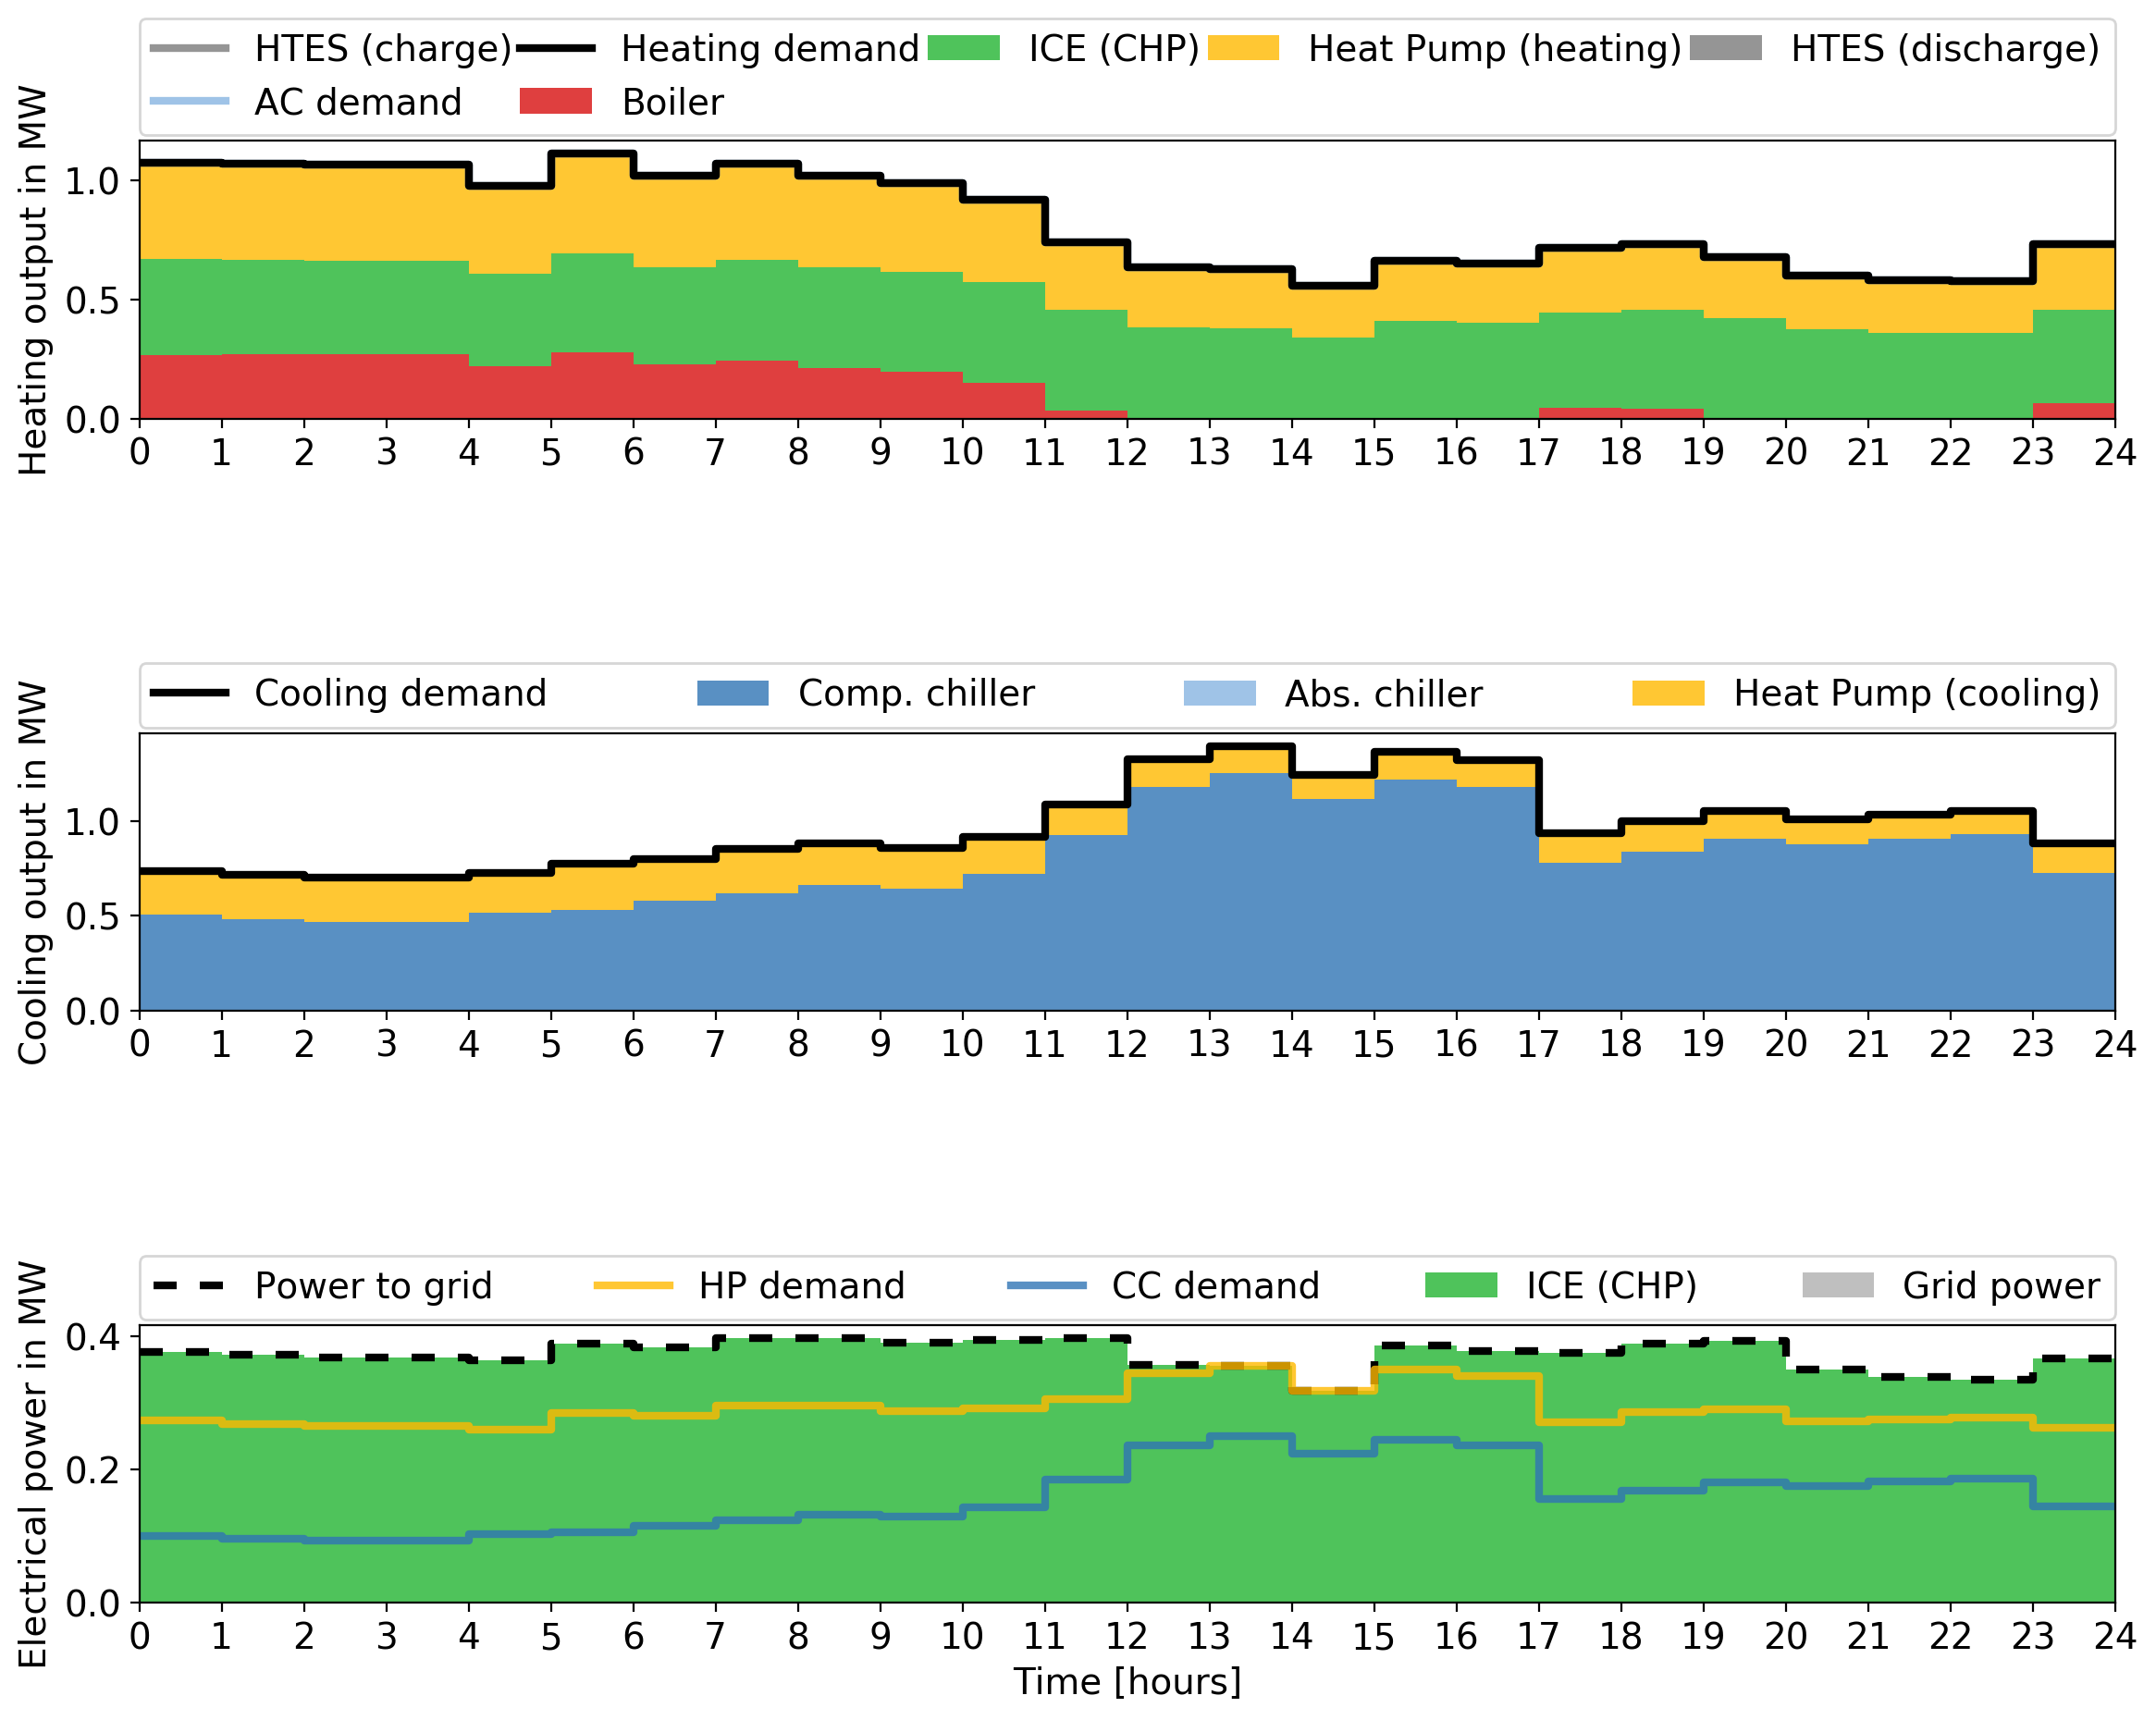 HTES (charge) Heating demand ICE (CHP) Heat Pump (heating) HTES (discharge)
AC demand Boiler
Heating output in MW
1.0
0.5
0.0
0 1 2 3 4 5 6 7 8 9 10 11 12 13 14 15 16 17 18 19 20 21 22 23 24
Cooling demand Comp. chiller Abs. chiller Heat Pump (cooling)
Cooling output in MW
1.0
0.5
0.0
0 1 2 3 4 5 6 7 8 9 10 11 12 13 14 15 16 17 18 19 20 21 22 23 24
Power to grid HP demand CC demand ICE (CHP) Grid power
Electrical power in MW
0.4
0.2
0.0
0 1 2 3 4 5 6 7 8 9 10 11 12 13 14 15 16 17 18 19 20 21 22 23 24
Time [hours]